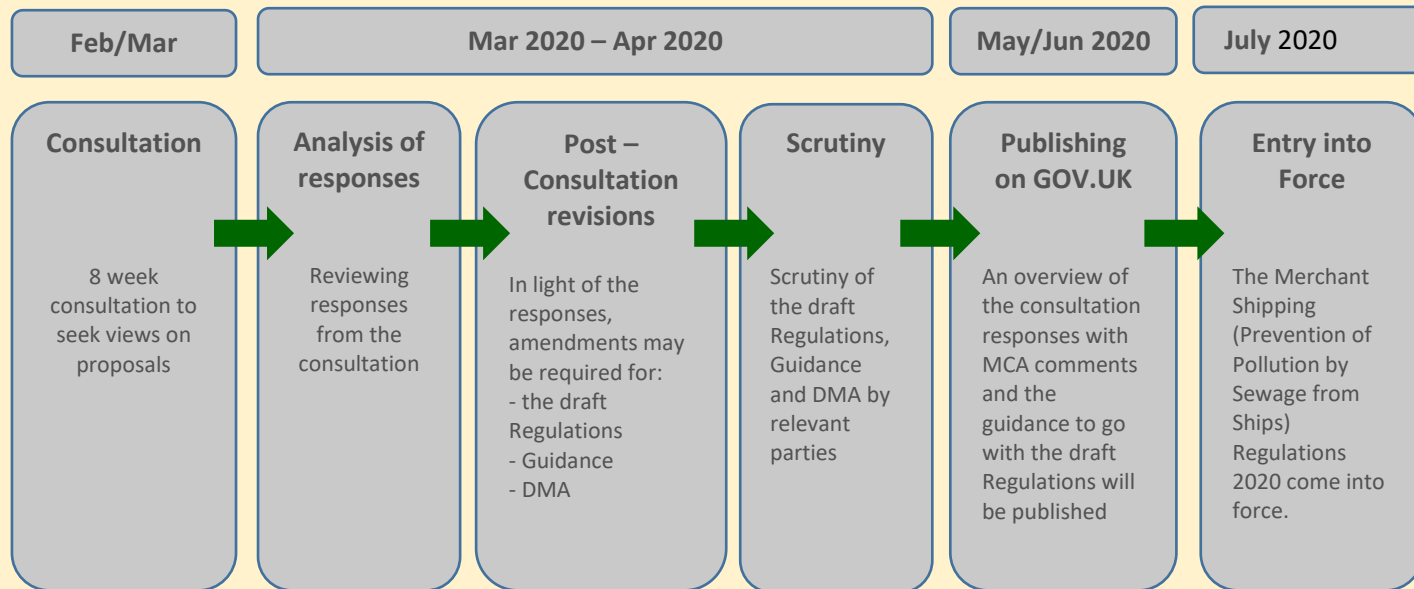 Feb/Mar
Mar 2020 – Apr 2020
May/Jun 2020
July 2020
Consultation
8 week
consultation to
seek views on
proposals
Analysis of
responses
Reviewing
responses
from the
consultation
Post –
Consultation
revisions
In light of the
responses,
amendments may
be required for:
- the draft
Regulations
- Guidance
- DMA
Scrutiny
Scrutiny of
the draft
Regulations,
Guidance
and DMA by
relevant
parties
Publishing
on GOV.UK
An overview of
the consultation
responses with
MCA comments
and the
guidance to go
with the draft
Regulations will
be published
Entry into
Force
The Merchant
Shipping
(Prevention of
Pollution by
Sewage from
Ships)
Regulations
2020 come into
force.